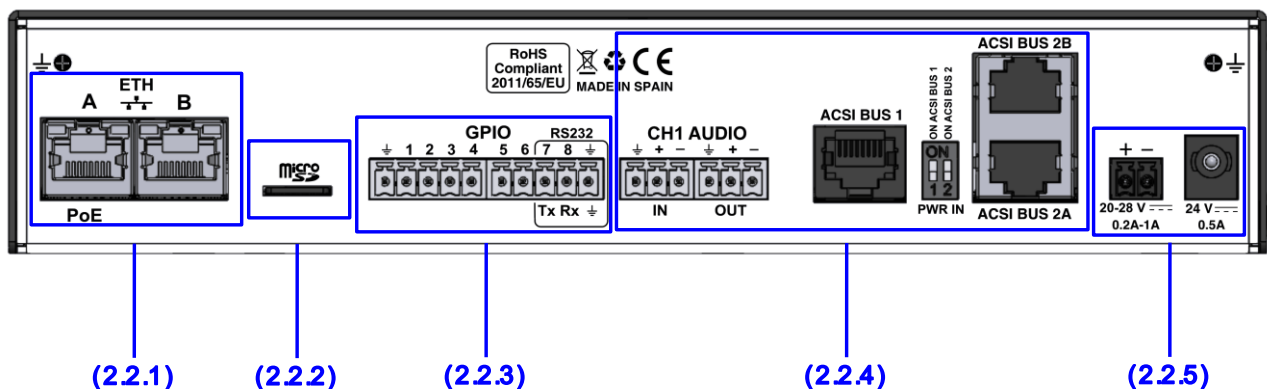 RoHS
Compliant
2011/65/EU
CE
MADE IN SPAIN
ETH
A B
PoE
micro
SD
GPIO RS232
1 2 3 4 5 6 7 8
Tx Rx
CH1 AUDIO
+ − + −
IN OUT
ACSI BUS 1
ON ACSI BUS 1
ON ACSI BUS 2
ON
1 2
PWR IN
ACSI BUS 2B
ACSI BUS 2A
+ −
20-28 V
0.2A-1A
24 V
0.5A
(2.2.1) (2.2.2) (2.2.3) (2.2.4) (2.2.5)